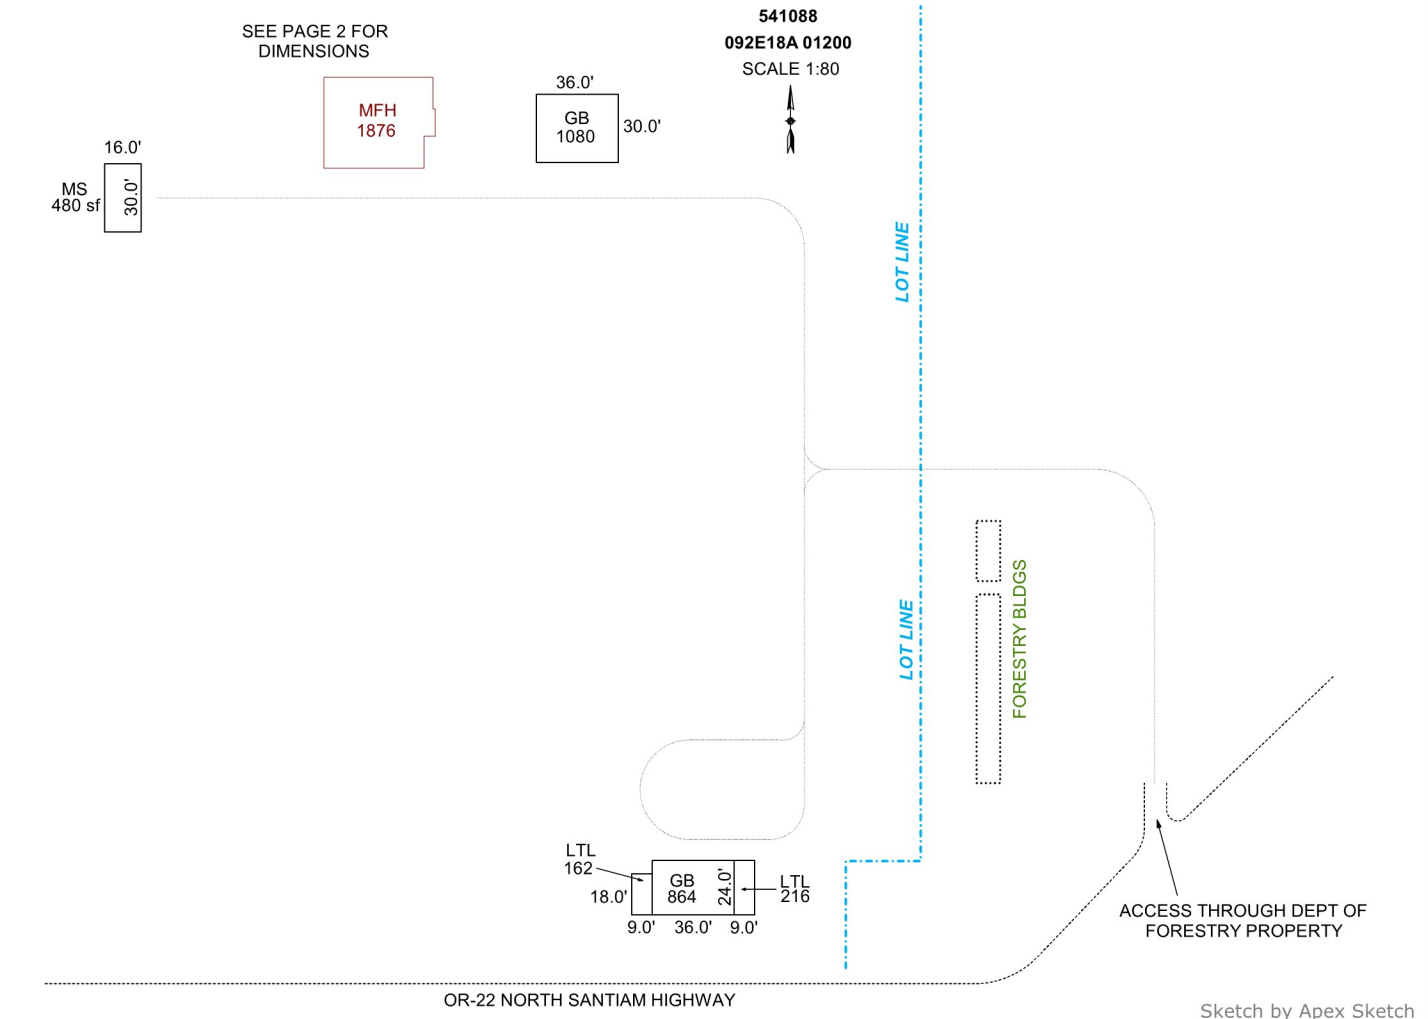 541088
092E18A 01200
SCALE 1:80
SEE PAGE 2 FOR
DIMENSIONS
MFH
1876
36.0'
GB
1080
30.0'
16.0'
MS
480 sf
30.0'
LOT LINE
LOT LINE
FORESTRY BLDGS
LTL
162
18.0'
GB
864
24.0'
LTL
216
9.0'
36.0'
9.0'
ACCESS THROUGH DEPT OF
FORESTRY PROPERTY
OR-22 NORTH SANTIAM HIGHWAY
Sketch by Apex Sketch